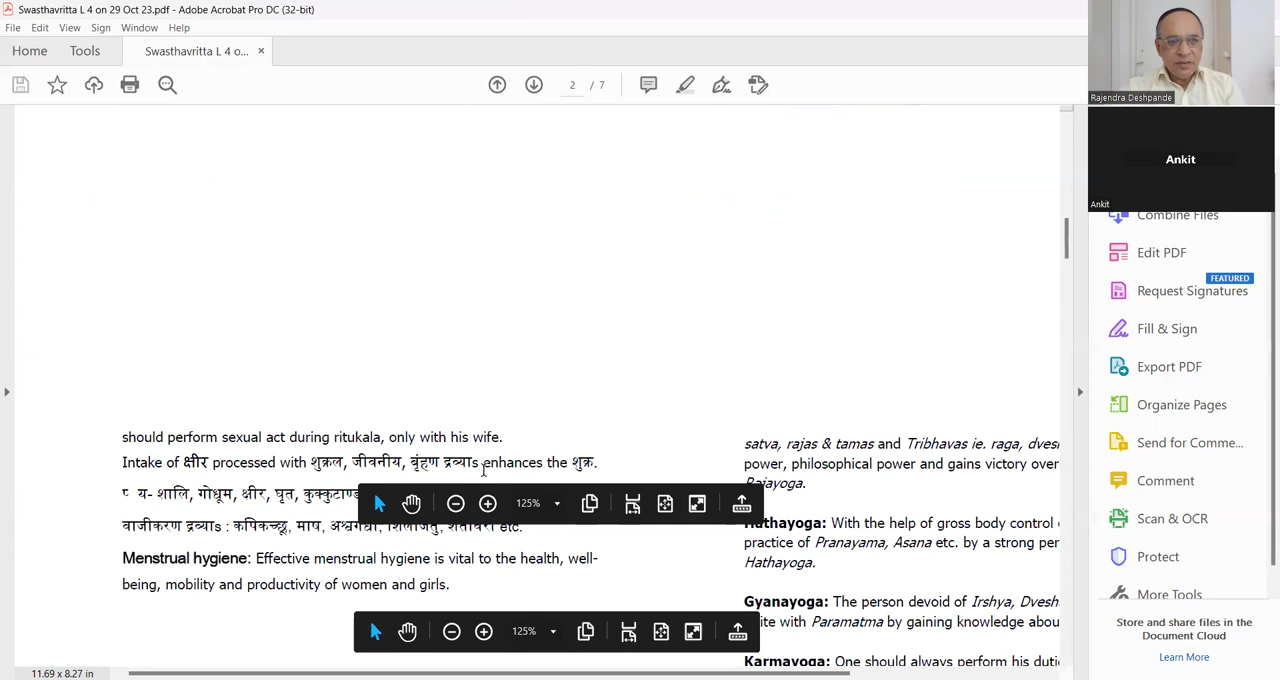 Swasthavritta L 4 on 29 Oct 23.pdf - Adobe Acrobat Pro DC (32-bit)
File Edit View Sign Window Help
Home Tools Swasthavritta L 4 o... ×
2 / 7
Rajendra Deshpande
Ankit
Ankit
Combine Files
Edit PDF
FEATURED
Request Signatures
Fill & Sign
Export PDF
Organize Pages
Send for Comme...
Comment
Scan & OCR
Protect
More Tools
Store and share files in the
Document Cloud
Learn More
should perform sexual act during ritukala, only with his wife.
Intake of क्षीर processed with शुक्रल, जीवनीय, बृंहण द्रव्याs enhances the शुक्र.
य- शालि, गोधूम, क्षीर, घृत, कुक्कुटाण्ड
125%
वाजीकरण द्रव्याs : कपिकच्छू, माष, अश्वगंधा, शिलाजतु, शतावरी etc.
Menstrual hygiene: Effective menstrual hygiene is vital to the health, well-
being, mobility and productivity of women and girls.
125%
satva, rajas & tamas and Tribhavas ie. raga,
power, philosophical power and gains victory over
Rajayoga.
Hathayoga: With the help of gross body control
practice of Pranayama, Asana etc. by a strong
Hathayoga.
Gyanayoga: The person devoid of Irshya,
with Paramatma by gaining knowledge
Karmayoga: One should always perform his
11.69 x 8.27 in